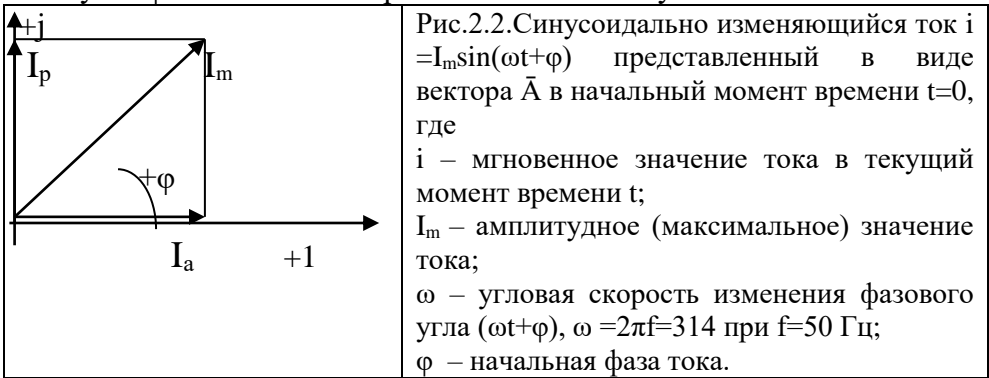 +j
Iₚ
Iₘ
+φ
Iₐ
+1
Рис.2.2.Синусоидально изменяющийся ток i
=Iₘsin(ωt+φ) представленный в виде
вектора Ā в начальный момент времени t=0,
где
i – мгновенное значение тока в текущий
момент времени t;
Iₘ – амплитудное (максимальное) значение
тока;
ω – угловая скорость изменения фазового
угла (ωt+φ), ω =2πf=314 при f=50 Гц;
φ – начальная фаза тока.